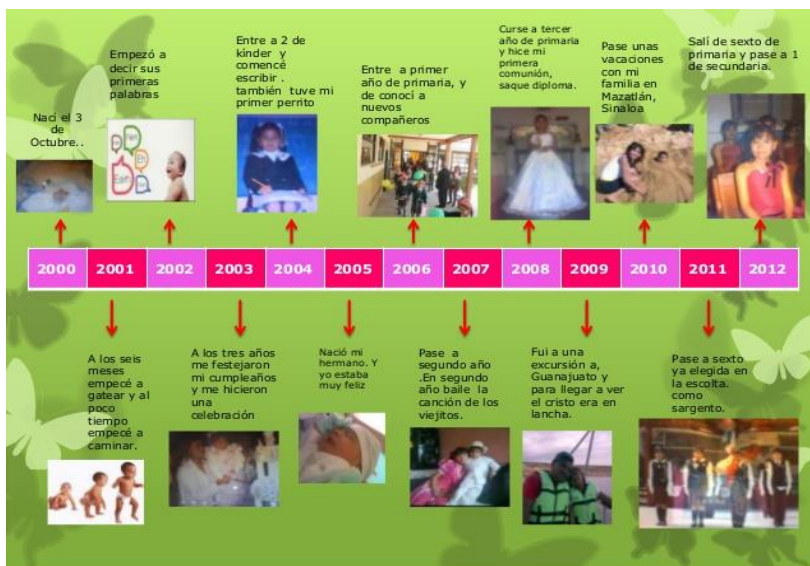 Nací el 3
de
Octubre..
Empezó a
decir sus
primeras
palabras
Entre a 2 de
kínder y
comencé
escribir .
también tuve mi
primer perrito
Entre a primer
año de primaria, y
de conocí a
nuevos
compañeros
Curse a tercer
año de primaria
y hice mi
primera
comunión,
saque diploma.
Pase unas
vacaciones
con mi
familia en
Mazatlán,
Sinaloa
Salí de sexto de
primaria y pase a 1
de secundaria.
2000 2001 2002 2003 2004 2005 2006 2007 2008 2009 2010 2011 2012
A los seis
meses
empecé a
gatear y al
poco
tiempo
empecé a
caminar.
A los tres años
me festejaron
mi cumpleaños
y me hicieron
una
celebración
Nació mi
hermano. Y
yo estaba
muy feliz
Pase a
segundo año
.En segundo
año baile la
canción de los
viejitos.
Fui a una
excursión a,
Guanajuato y
para llegar a ver
el cristo era en
lancha.
Pase a sexto
ya elegida en
la escolta.
como
sargento.